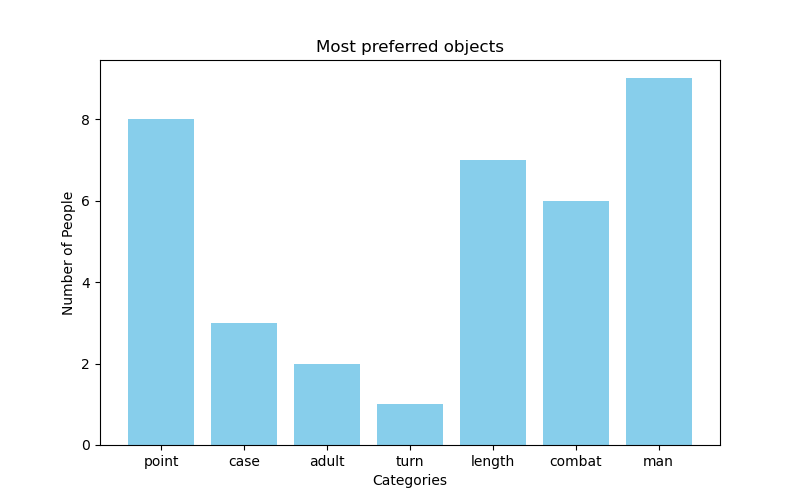 Most preferred objects
Number of People
8
6
4
2
0
point case adult turn length combat man
Categories